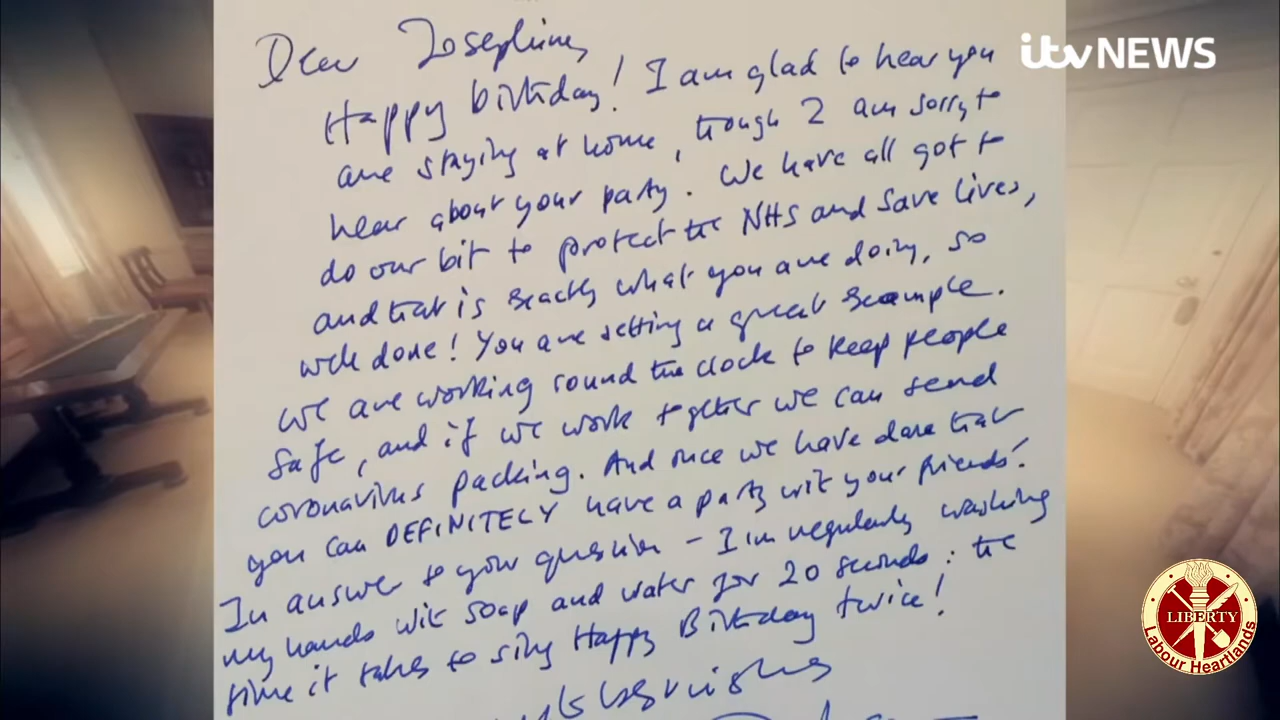 Dear Josephine,
Happy birthday! I am glad to hear you
are staying at home, though I am sorry to
hear about your party. We have all got to
do our bit to protect the NHS and save lives,
and that is exactly what you are doing, so
well done! You are setting a great example.
We are working round the clock to keep people
safe, and if we work together we can send
coronavirus packing. And once we have done that
you can DEFINITELY have a party with your friends.
In answer to your question - I'm regularly washing
my hands with soap and water for 20 seconds: the
time it takes to sing Happy Birthday twice!
best wishes
itv NEWS
LIBERTY
Labour Heartlands